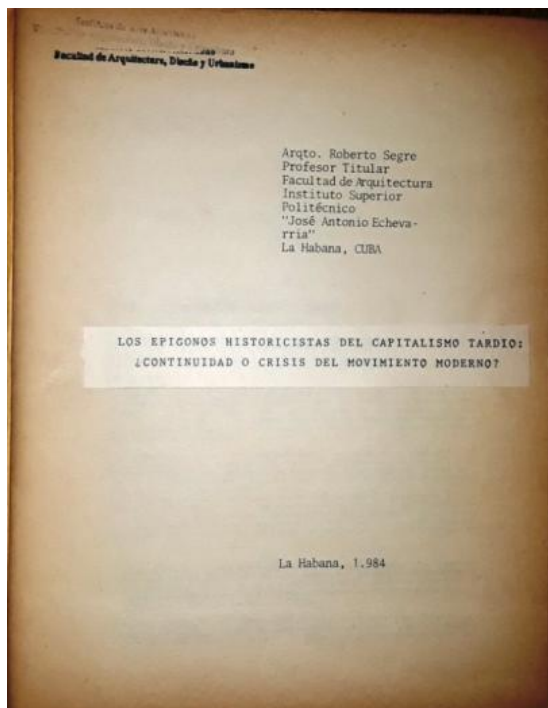 Facultad de Arquitectura, Diseño y Urbanismo
Arqto. Roberto Segre
Profesor Titular
Facultad de Arquitectura
Instituto Superior
Politécnico
"José Antonio Echeva-
rría"
La Habana, CUBA
LOS EPIGONOS HISTORICISTAS DEL CAPITALISMO TARDIO:
¿CONTINUIDAD O CRISIS DEL MOVIMIENTO MODERNO?
La Habana, 1.984